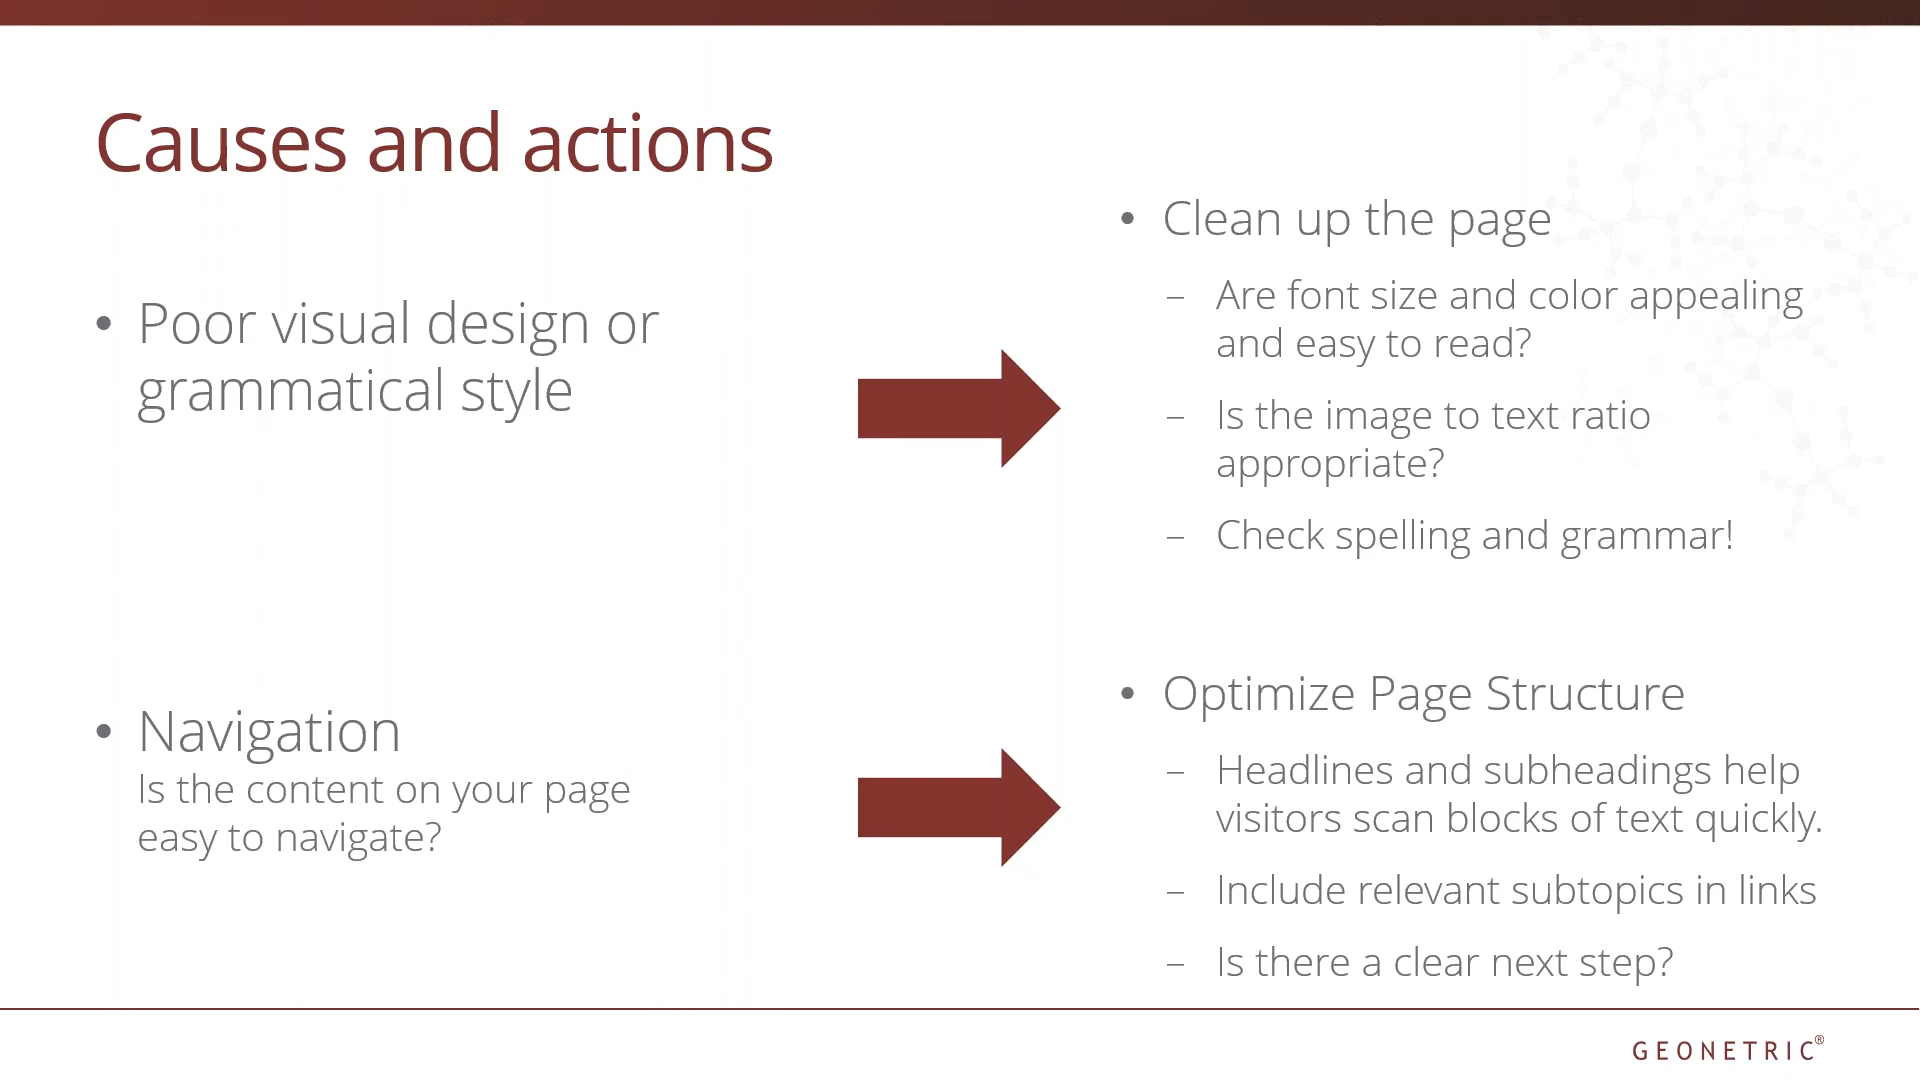 Causes and actions
• Poor visual design or
grammatical style
• Clean up the page
– Are font size and color appealing
and easy to read?
– Is the image to text ratio
appropriate?
– Check spelling and grammar!
• Navigation
Is the content on your page
easy to navigate?
• Optimize Page Structure
– Headlines and subheadings help
visitors scan blocks of text quickly.
– Include relevant subtopics in links
– Is there a clear next step?
GEONETRIC®